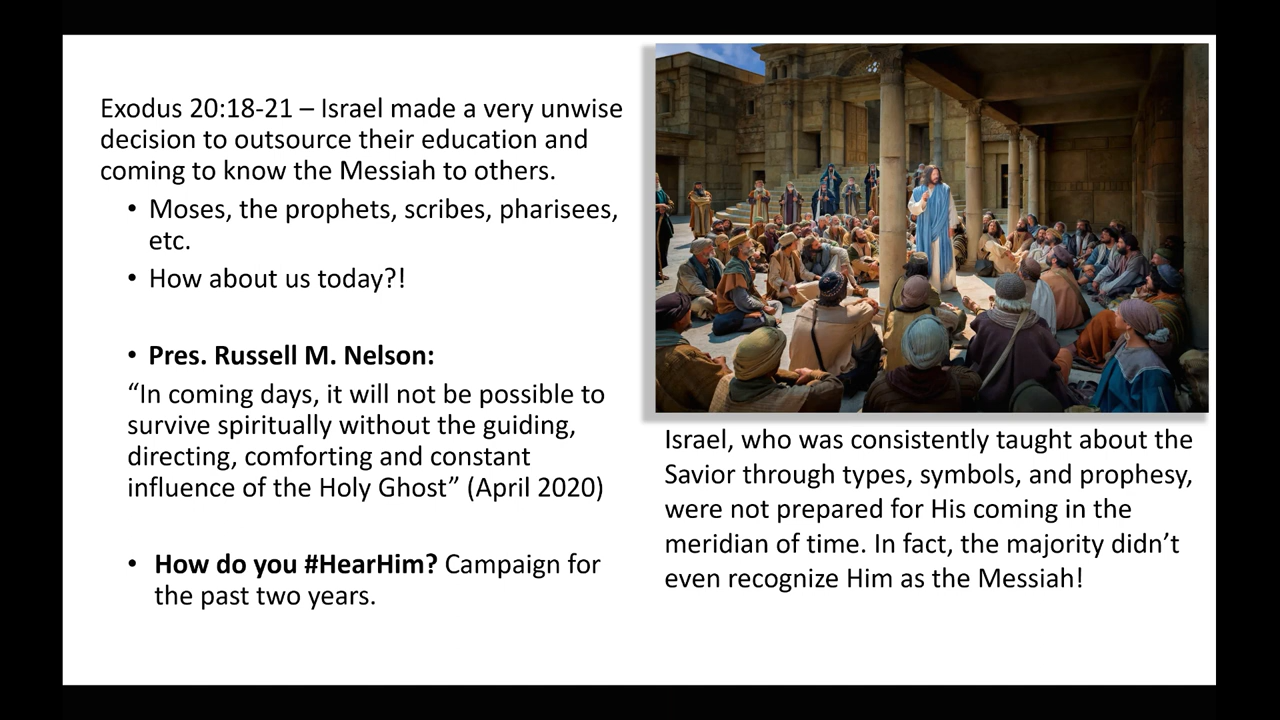 Exodus 20:18-21 – Israel made a very unwise
decision to outsource their education and
coming to know the Messiah to others.
• Moses, the prophets, scribes, pharisees,
etc.
• How about us today?!
• Pres. Russell M. Nelson:
“In coming days, it will not be possible to
survive spiritually without the guiding,
directing, comforting and constant
influence of the Holy Ghost” (April 2020)
• How do you #HearHim? Campaign for
the past two years.
Israel, who was consistently taught about the
Savior through types, symbols, and prophesy,
were not prepared for His coming in the
meridian of time. In fact, the majority didn’t
even recognize Him as the Messiah!